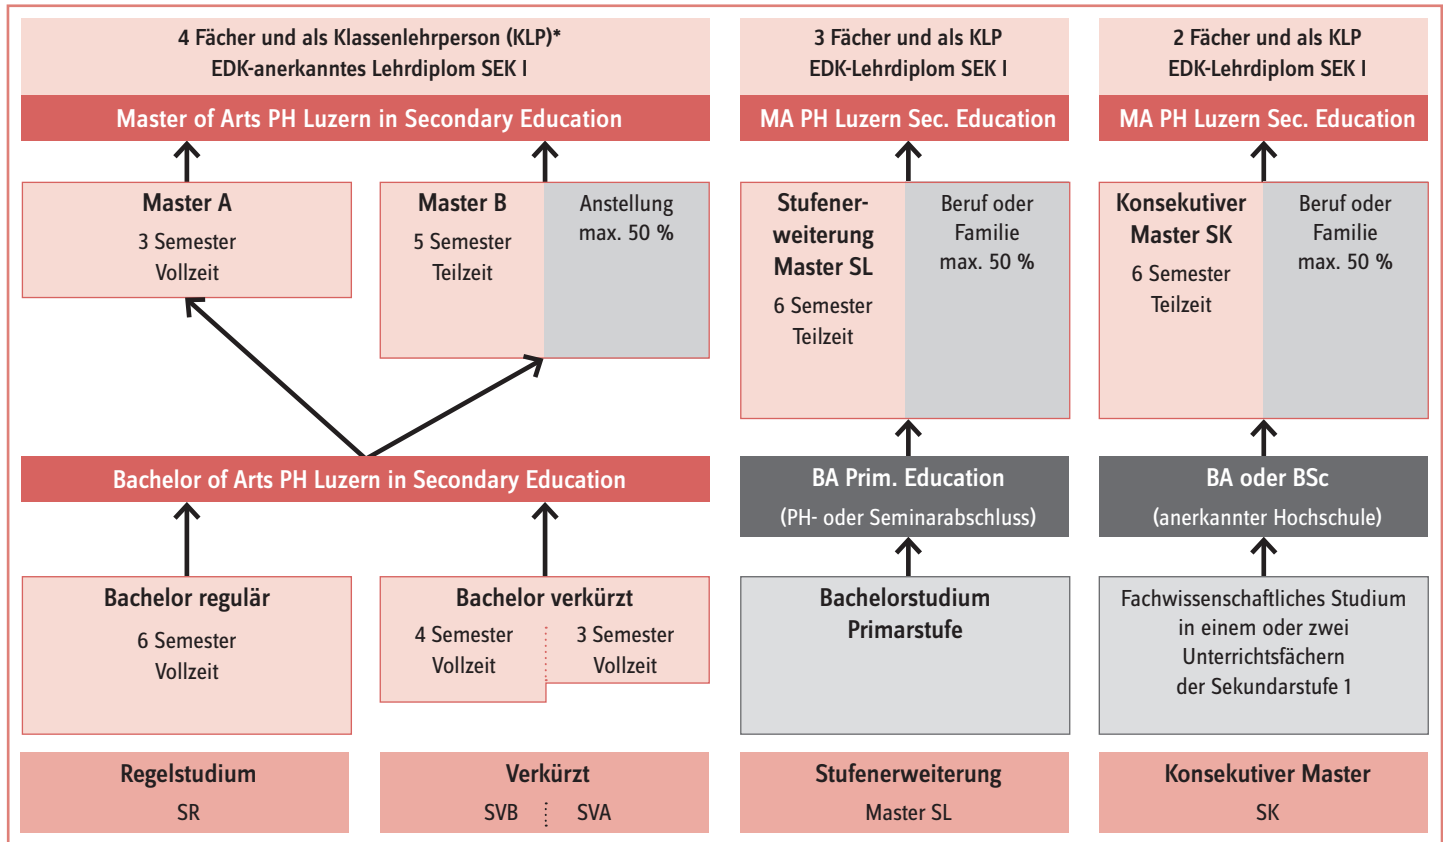 4 Fächer und als Klassenlehrperson (KLP)*
EDK-anerkanntes Lehrdiplom SEK I
3 Fächer und als KLP
EDK-Lehrdiplom SEK I
2 Fächer und als KLP
EDK-Lehrdiplom SEK I
Master of Arts PH Luzern in Secondary Education
MA PH Luzern Sec. Education
MA PH Luzern Sec. Education
Master A
3 Semester
Vollzeit
Master B
5 Semester
Teilzeit
Anstellung
max. 50 %
Stufener-
weiterung
Master SL
6 Semester
Teilzeit
Beruf oder
Familie
max. 50 %
Konsekutiver
Master SK
6 Semester
Teilzeit
Beruf oder
Familie
max. 50 %
Bachelor of Arts PH Luzern in Secondary Education
BA Prim. Education
(PH- oder Seminarabschluss)
BA oder BSc
(anerkannter Hochschule)
Bachelor regulär
6 Semester
Vollzeit
Bachelor verkürzt
4 Semester
Vollzeit
3 Semester
Vollzeit
Bachelorstudium
Primarstufe
Fachwissenschaftliches Studium
in einem oder zwei
Unterrichtsfächern
der Sekundarstufe 1
Regelstudium
SR
Verkürzt
SVB SVA
Stufenerweiterung
Master SL
Konsekutiver Master
SK